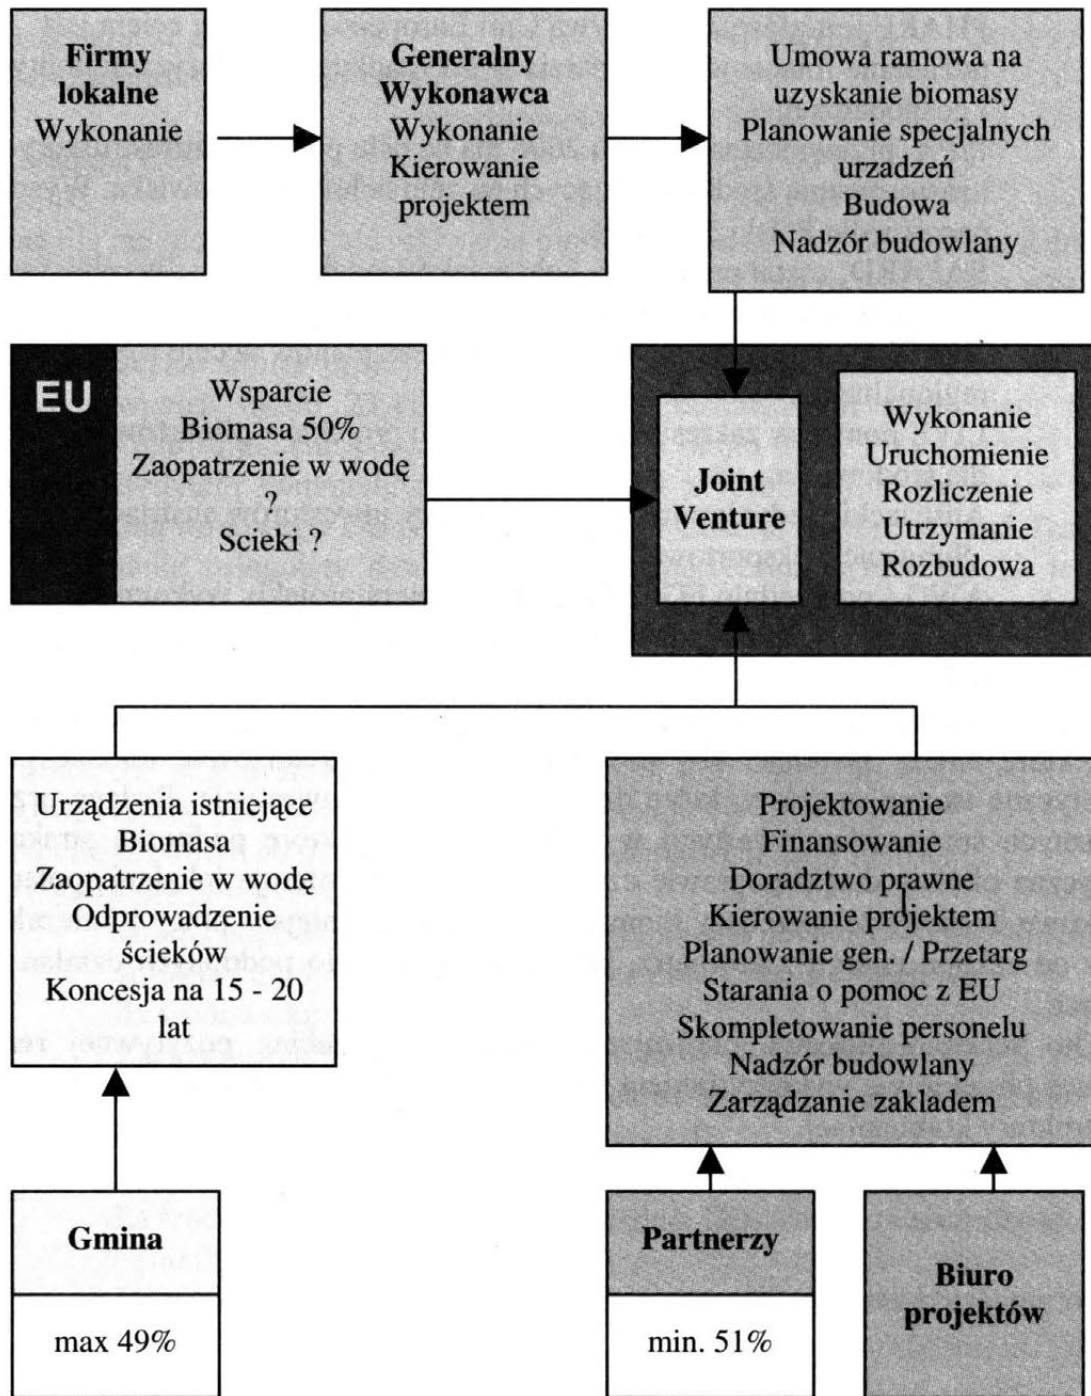 Firmy
lokalne
Wykonanie
Generalny
Wykonawca
Wykonanie
Kierowanie
projektem
Umowa ramowa na
uzyskanie biomasy
Planowanie specjalnych
urzadzeń
Budowa
Nadzór budowlany
EU
Wsparcie
Biomasa 50%
Zaopatrzenie w wodę
?
Scieki ?
Joint
Venture
Wykonanie
Uruchomienie
Rozliczenie
Utrzymanie
Rozbudowa
Urządzenia istniejące
Biomasa
Zaopatrzenie w wodę
Odprowadzenie
ścieków
Koncesja na 15 - 20
lat
Projektowanie
Finansowanie
Doradztwo prawne
Kierowanie projektem
Planowanie gen. / Przetarg
Starania o pomoc z EU
Skompletowanie personelu
Nadzór budowlany
Zarządzanie zakladem
Gmina
max 49%
Partnerzy
min. 51%
Biuro
projektów